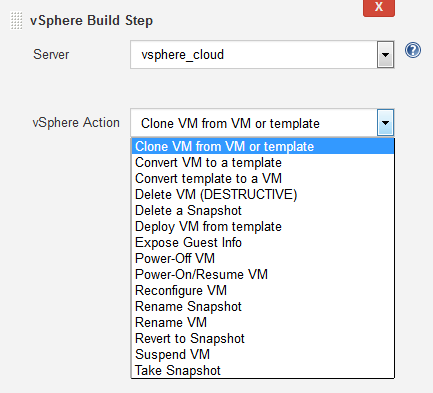 X
vSphere Build Step
Server vsphere_cloud ?
vSphere Action Clone VM from VM or template
Clone VM from VM or template
Convert VM to a template
Convert template to a VM
Delete VM (DESTRUCTIVE)
Delete a Snapshot
Deploy VM from template
Expose Guest Info
Power-Off VM
Power-On/Resume VM
Reconfigure VM
Rename Snapshot
Rename VM
Revert to Snapshot
Suspend VM
Take Snapshot